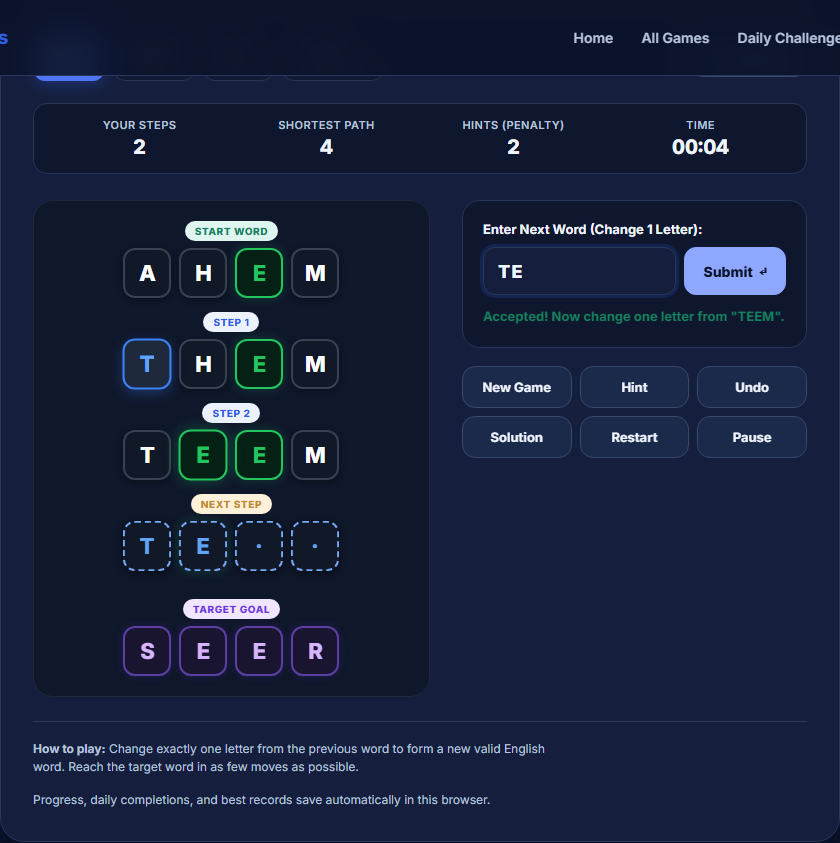 s
Home All Games Daily Challenge
YOUR STEPS SHORTEST PATH HINTS (PENALTY) TIME
2 4 2 00:04
START WORD
A H E M
STEP 1
T H E M
STEP 2
T E E M
NEXT STEP
T E · ·
TARGET GOAL
S E E R
Enter Next Word (Change 1 Letter):
TE Submit ↵
Accepted! Now change one letter from "TEEM".
New Game Hint Undo
Solution Restart Pause
How to play: Change exactly one letter from the previous word to form a new valid English
word. Reach the target word in as few moves as possible.
Progress, daily completions, and best records save automatically in this browser.